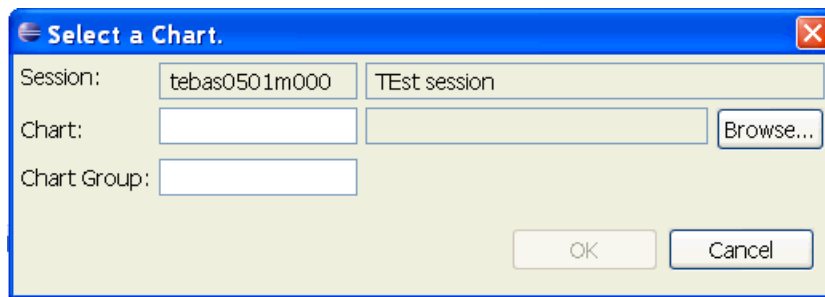 Select a Chart.
Session: tebas0501m000 TEst session
Chart: Browse...
Chart Group:
OK Cancel